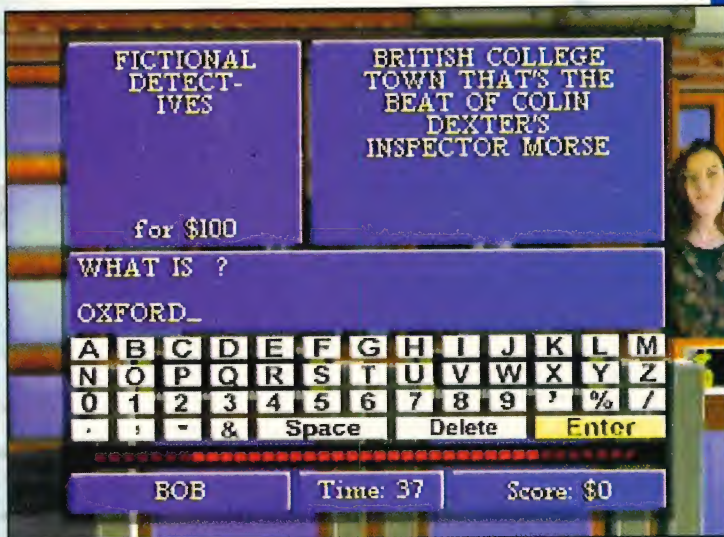 FICTIONAL
DETECT-
IVES
for $100
BRITISH COLLEGE
TOWN THAT'S THE
BEAT OF COLIN
DEXTER'S
INSPECTOR MORSE
WHAT IS ?
OXFORD_
A B C D E F G H I J K L M
N O P Q R S T U V W X Y Z
0 1 2 3 4 5 6 7 8 9 ' % /
. , - & Space Delete Enter
BOB Time: 37 Score: $0